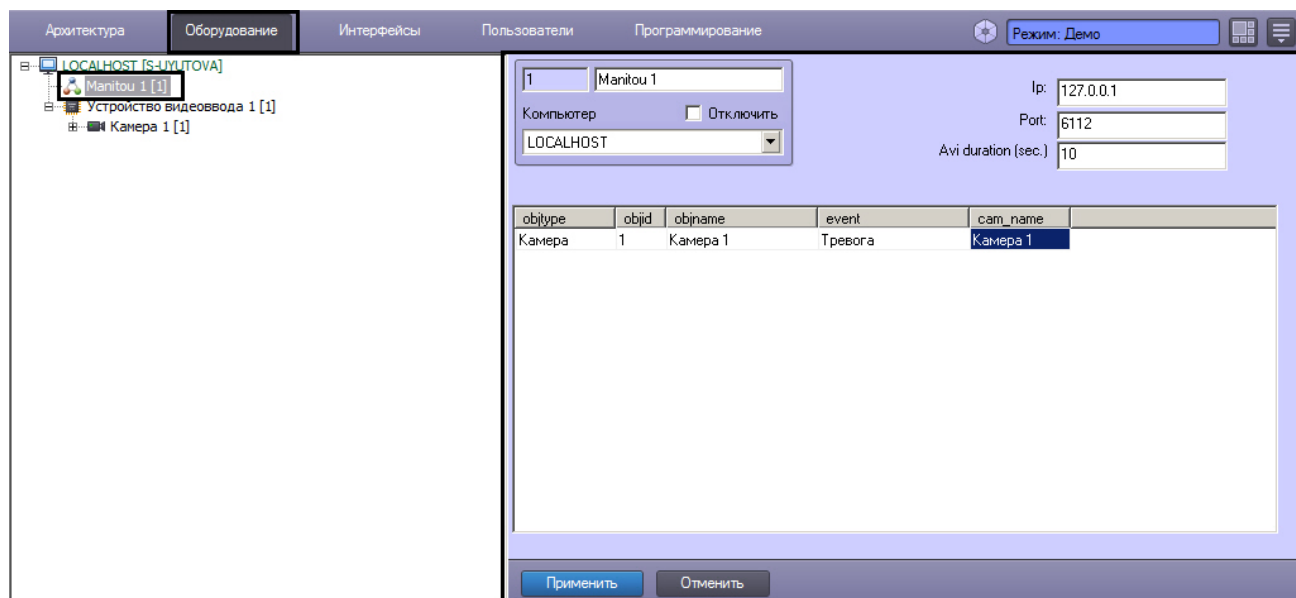 Архитектура Оборудование Интерфейсы Пользователи Программирование Режим: Демо
LOCALHOST [S-UYUTOVA]
Manitou 1 [1]
Устройство видеоввода 1 [1]
Камера 1 [1]
1 Manitou 1
Компьютер Отключить
LOCALHOST
Ip: 127.0.0.1
Port: 6112
Avi duration (sec.) 10
objtype objid objname event cam_name
Камера 1 Камера 1 Тревога Камера 1
Применить Отменить